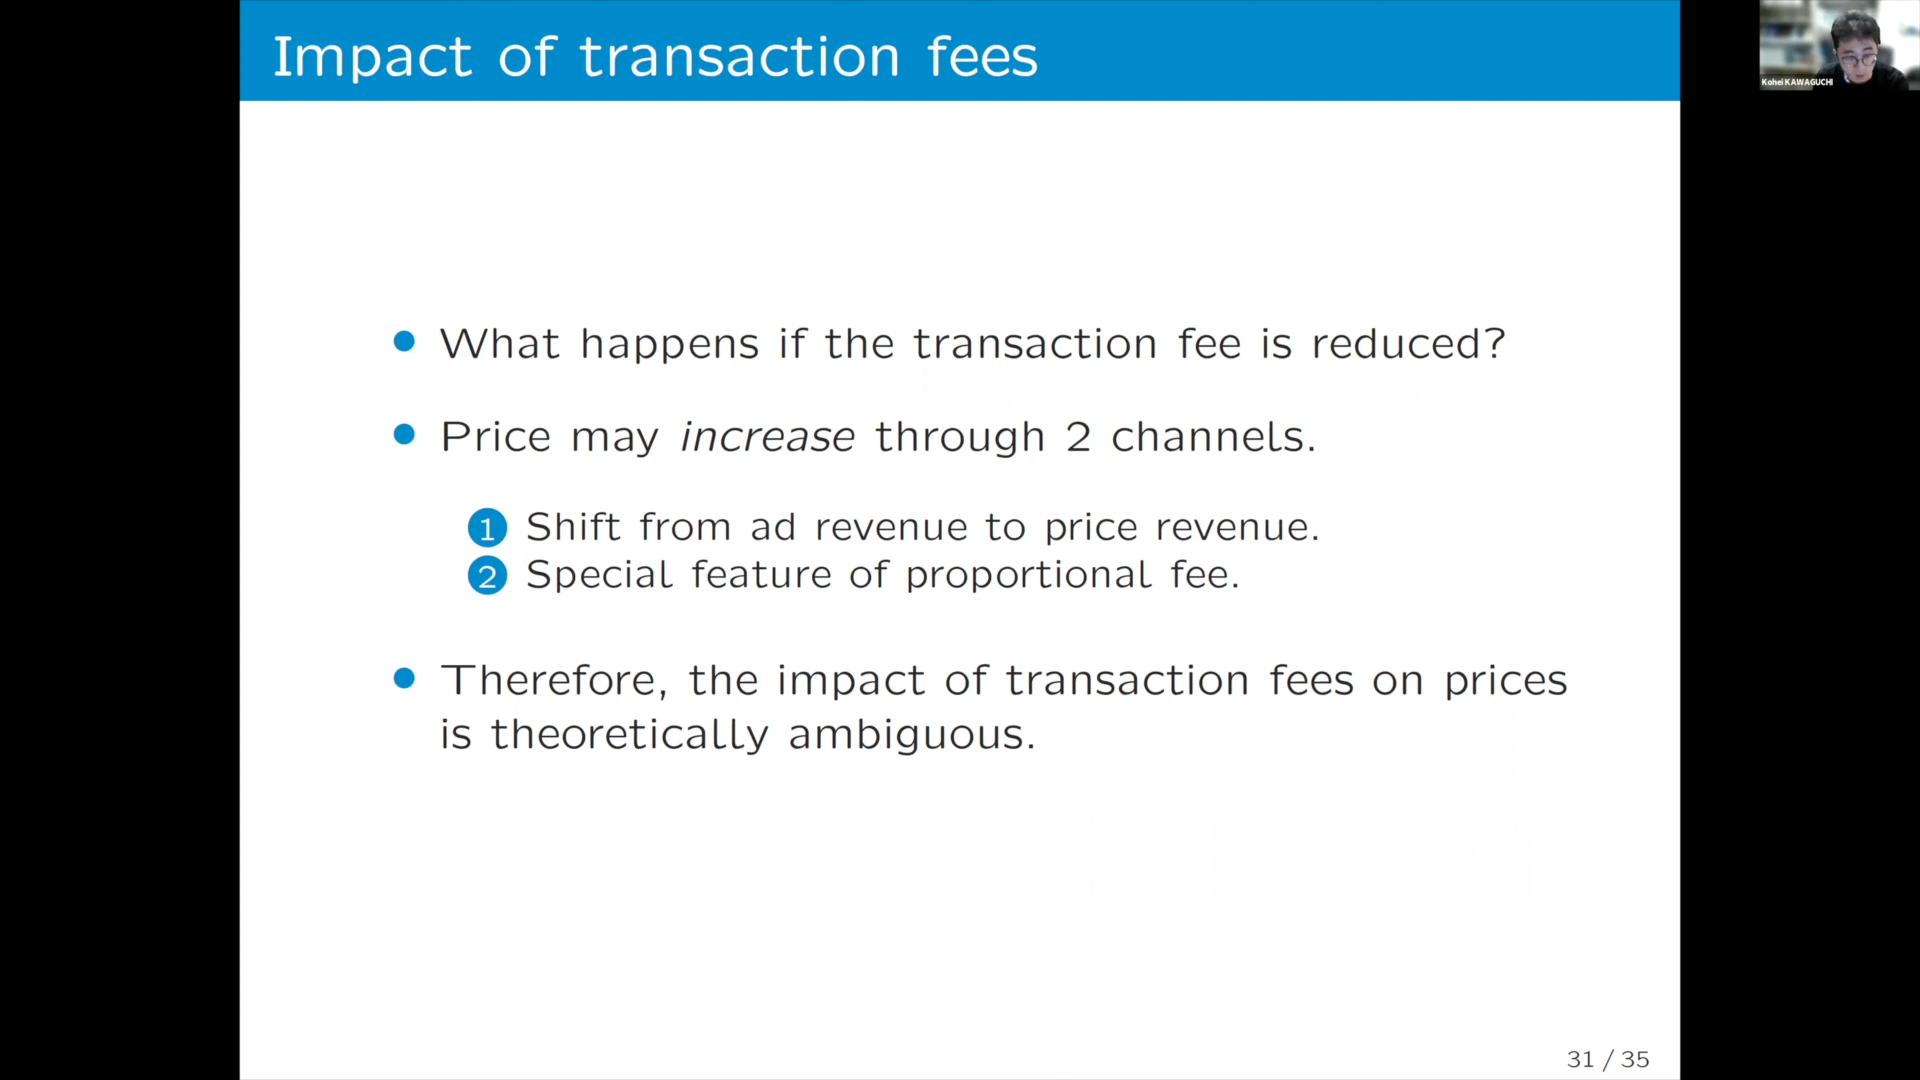 Impact of transaction fees
Kohei KAWAGUCHI
What happens if the transaction fee is reduced?
Price may increase through 2 channels.
1 Shift from ad revenue to price revenue.
2 Special feature of proportional fee.
Therefore, the impact of transaction fees on prices
is theoretically ambiguous.
31 / 35